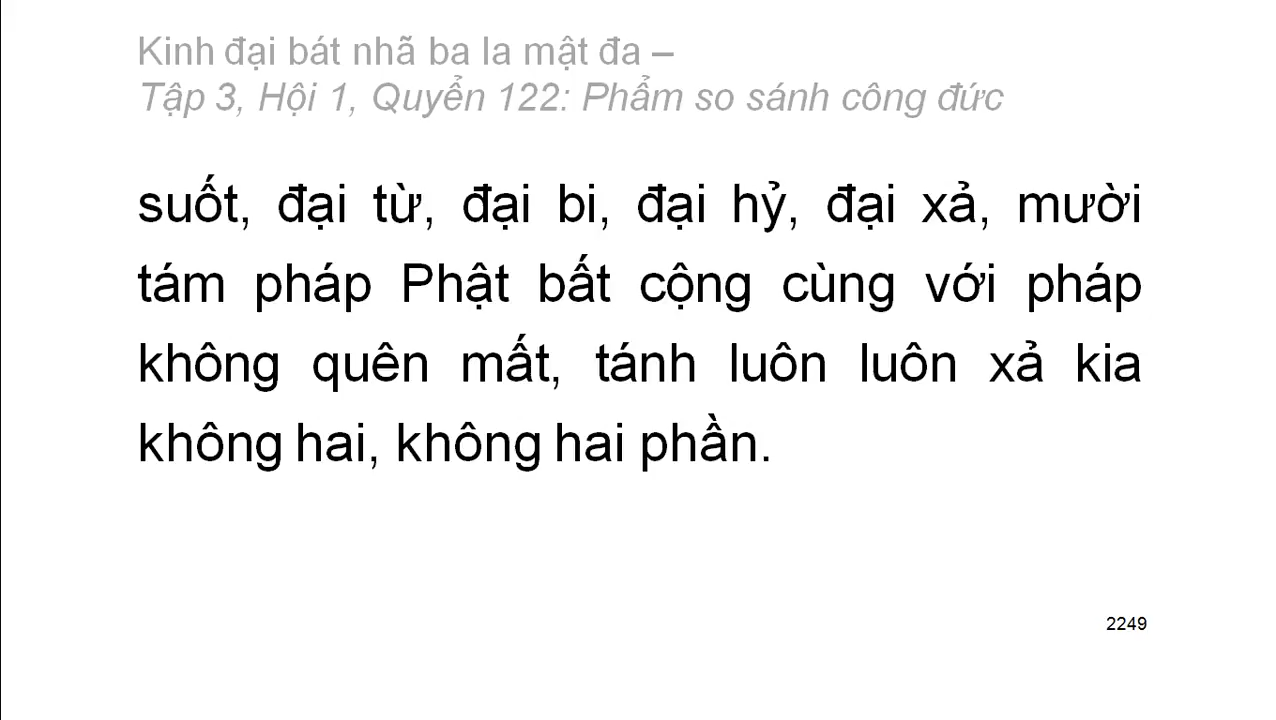 Kinh đại bát nhã ba la mật đa –
Tập 3, Hội 1, Quyển 122: Phẩm so sánh công đức
suốt, đại từ, đại bi, đại hỷ, đại xả, mười
tám pháp Phật bất cộng cùng với pháp
không quên mất, tánh luôn luôn xả kia
không hai, không hai phần.
2249